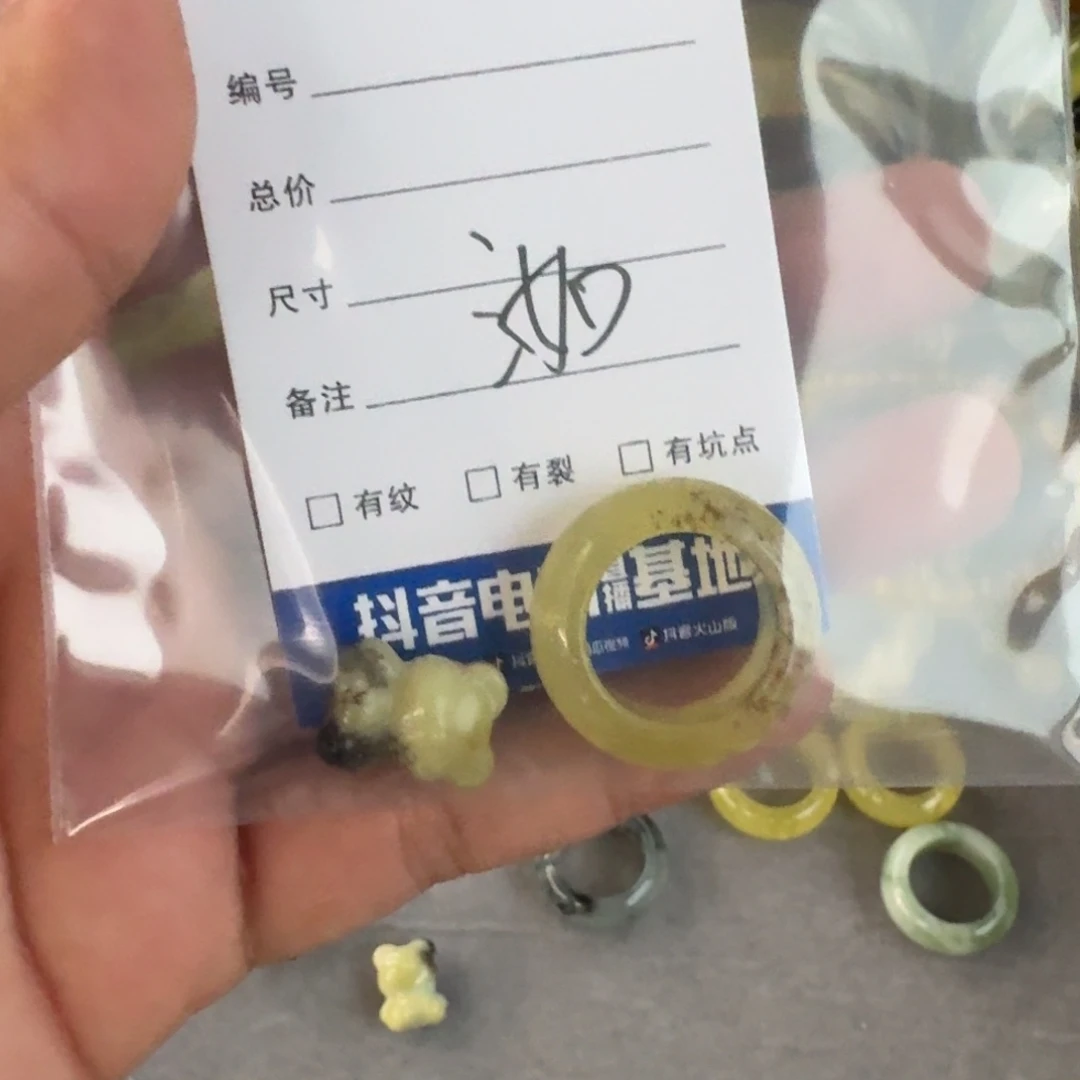 编号
总价
尺寸
备注
有纹 有裂 有坑点
抖音电 播基地
抖音火山版